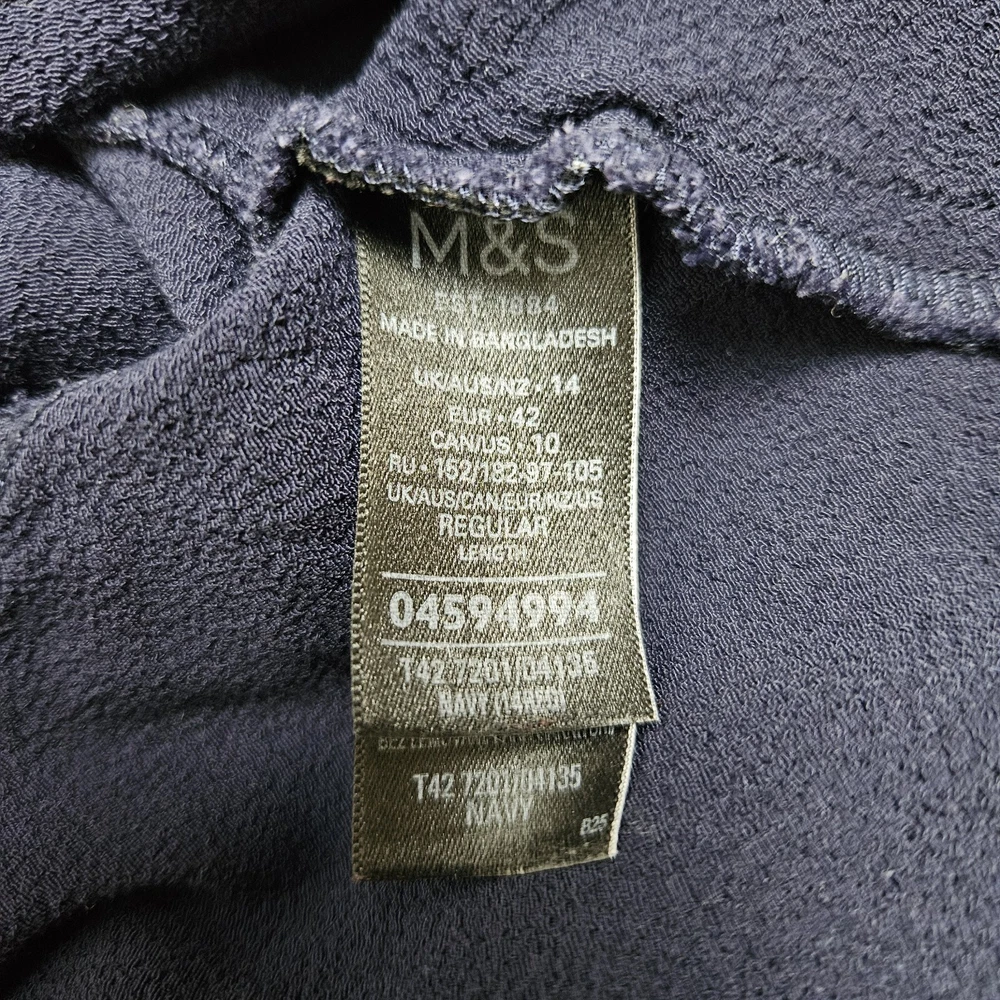 M&S
EST. 1884
MADE IN BANGLADESH
UK/AUS/NZ • 14
EUR • 42
CAN/US • 10
RU • 152/182-97-105
UK/AUS/CAN/EUR/NZ/US
REGULAR
LENGTH
04594994
T42 7201/04135
NAVY
T42 7201/04135
NAVY
B25